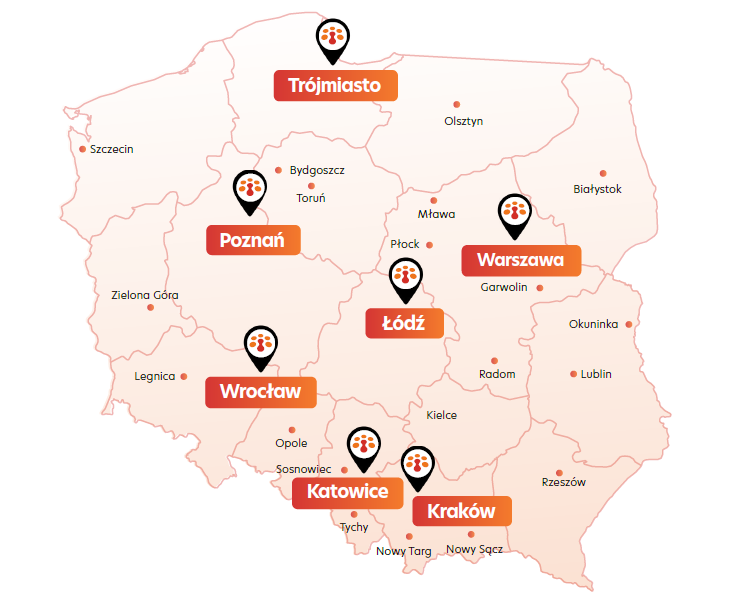 Trójmiasto
Olsztyn
Szczecin
Bydgoszcz
Toruń
Białystok
Mława
Poznań
Płock
Warszawa
Garwolin
Zielona Góra
Łódź
Okuninka
Radom
Lublin
Legnica
Wrocław
Kielce
Opole
Sosnowiec
Rzeszów
Katowice
Kraków
Tychy
Nowy Targ
Nowy Sącz